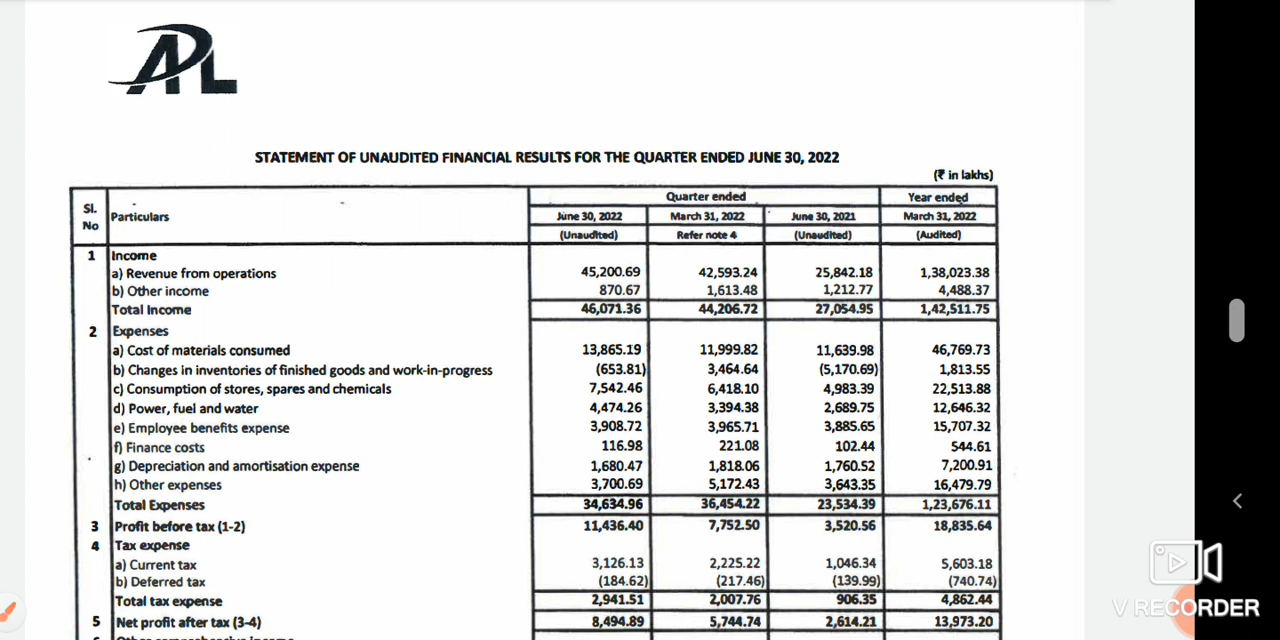 APL
STATEMENT OF UNAUDITED FINANCIAL RESULTS FOR THE QUARTER ENDED JUNE 30, 2022
(₹ in lakhs)
Sl. No Particulars Quarter ended Year ended
June 30, 2022 March 31, 2022 June 30, 2021 March 31, 2022
(Unaudited) Refer note 4 (Unaudited) (Audited)
1 Income
a) Revenue from operations 45,200.69 42,593.24 25,842.18 1,38,023.38
b) Other income 870.67 1,613.48 1,212.77 4,488.37
Total Income 46,071.36 44,206.72 27,054.95 1,42,511.75
2 Expenses
a) Cost of materials consumed 13,865.19 11,999.82 11,639.98 46,769.73
b) Changes in inventories of finished goods and work-in-progress (653.81) 3,464.64 (5,170.69) 1,813.55
c) Consumption of stores, spares and chemicals 7,542.46 6,418.10 4,983.39 22,513.88
d) Power, fuel and water 4,474.26 3,394.38 2,689.75 12,646.32
e) Employee benefits expense 3,908.72 3,965.71 3,885.65 15,707.32
f) Finance costs 116.98 221.08 102.44 544.61
g) Depreciation and amortisation expense 1,680.47 1,818.06 1,760.52 7,200.91
h) Other expenses 3,700.69 5,172.43 3,643.35 16,479.79
Total Expenses 34,634.96 36,454.22 23,534.39 1,23,676.11
3 Profit before tax (1-2) 11,436.40 7,752.50 3,520.56 18,835.64
4 Tax expense
a) Current tax 3,126.13 2,225.22 1,046.34 5,603.18
b) Deferred tax (184.62) (217.46) (139.99) (740.74)
Total tax expense 2,941.51 2,007.76 906.35 4,862.44
5 Net profit after tax (3-4) 8,494.89 5,744.74 2,614.21 13,973.20
V RECORDER